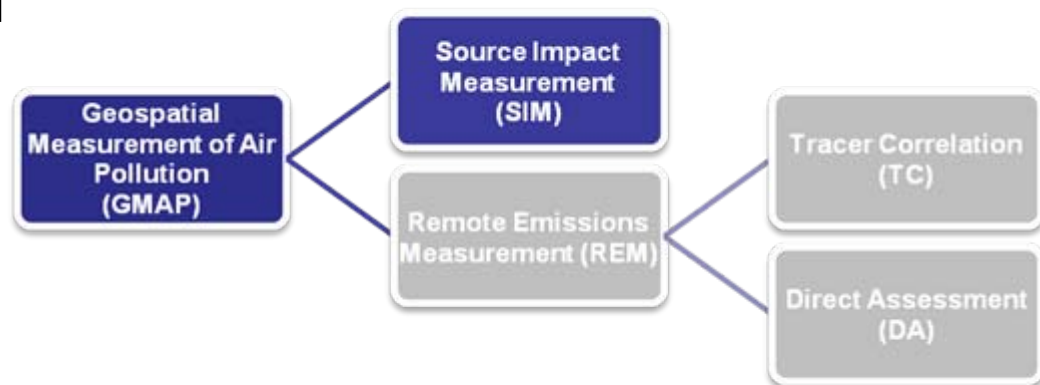 Geospatial
Measurement of Air
Pollution
(GMAP)
Source Impact
Measurement
(SIM)
Remote Emissions
Measurement (REM)
Tracer Correlation
(TC)
Direct Assessment
(DA)